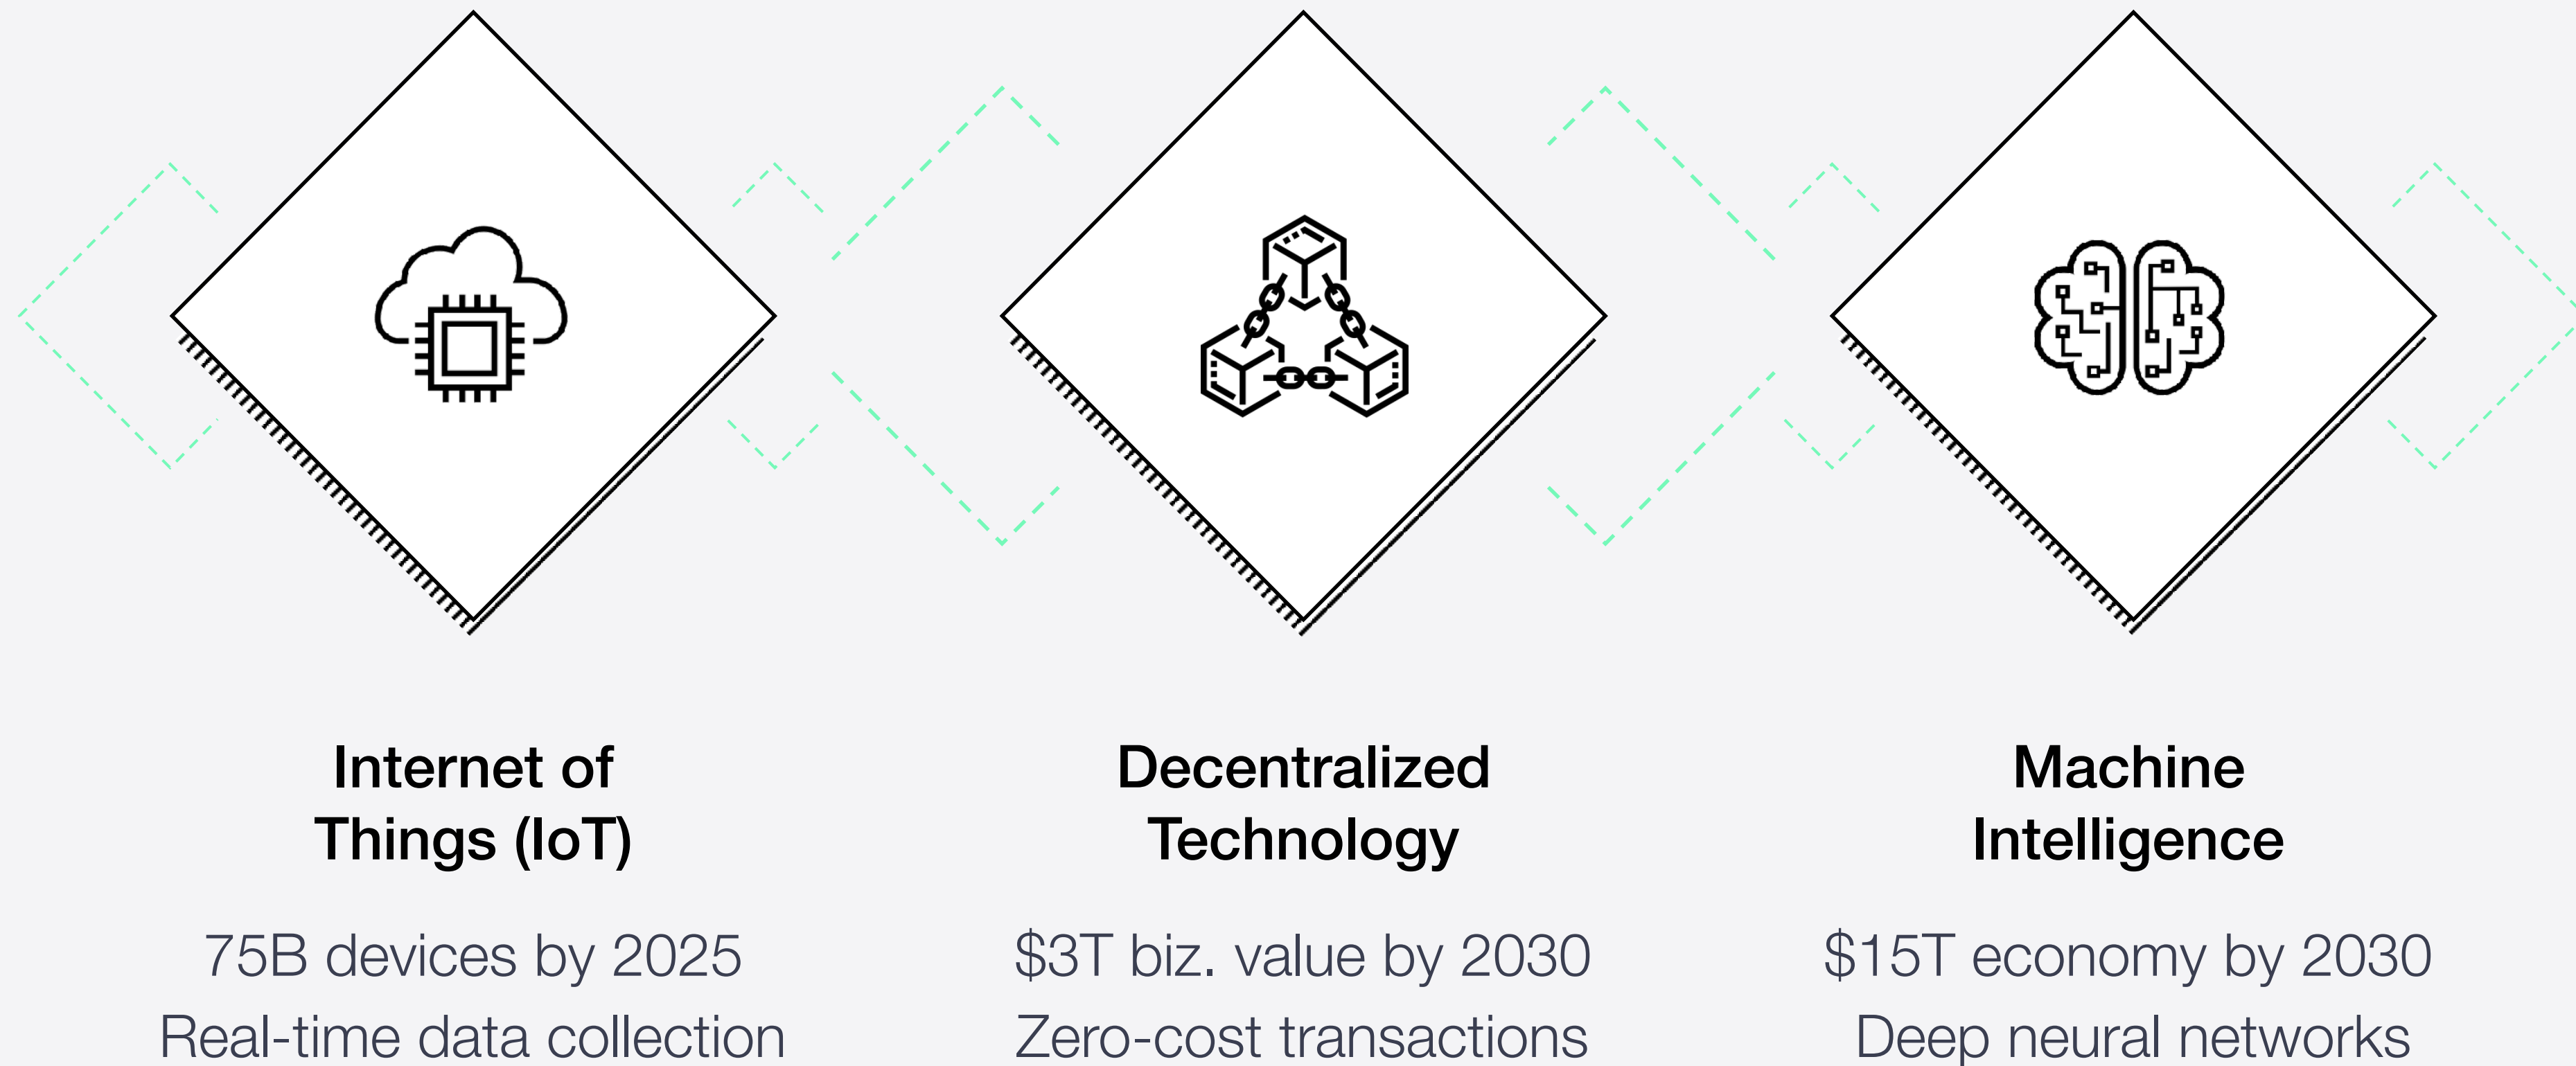 Internet of
Things (IoT)
75B devices by 2025
Real-time data collection
Decentralized
Technology
$3T biz. value by 2030
Zero-cost transactions
Machine
Intelligence
$15T economy by 2030
Deep neural networks